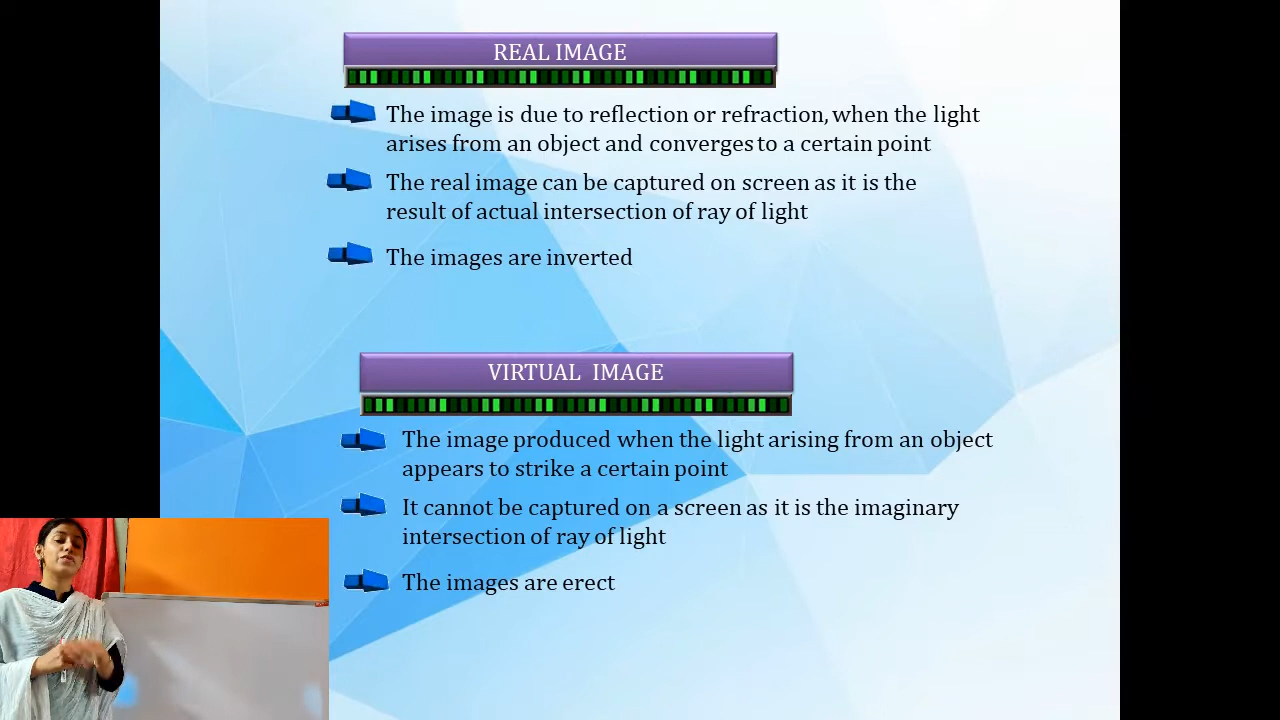 REAL IMAGE
The image is due to reflection or refraction, when the light
arises from an object and converges to a certain point
The real image can be captured on screen as it is the
result of actual intersection of ray of light
The images are inverted
VIRTUAL IMAGE
The image produced when the light arising from an object
appears to strike a certain point
It cannot be captured on a screen as it is the imaginary
intersection of ray of light
The images are erect